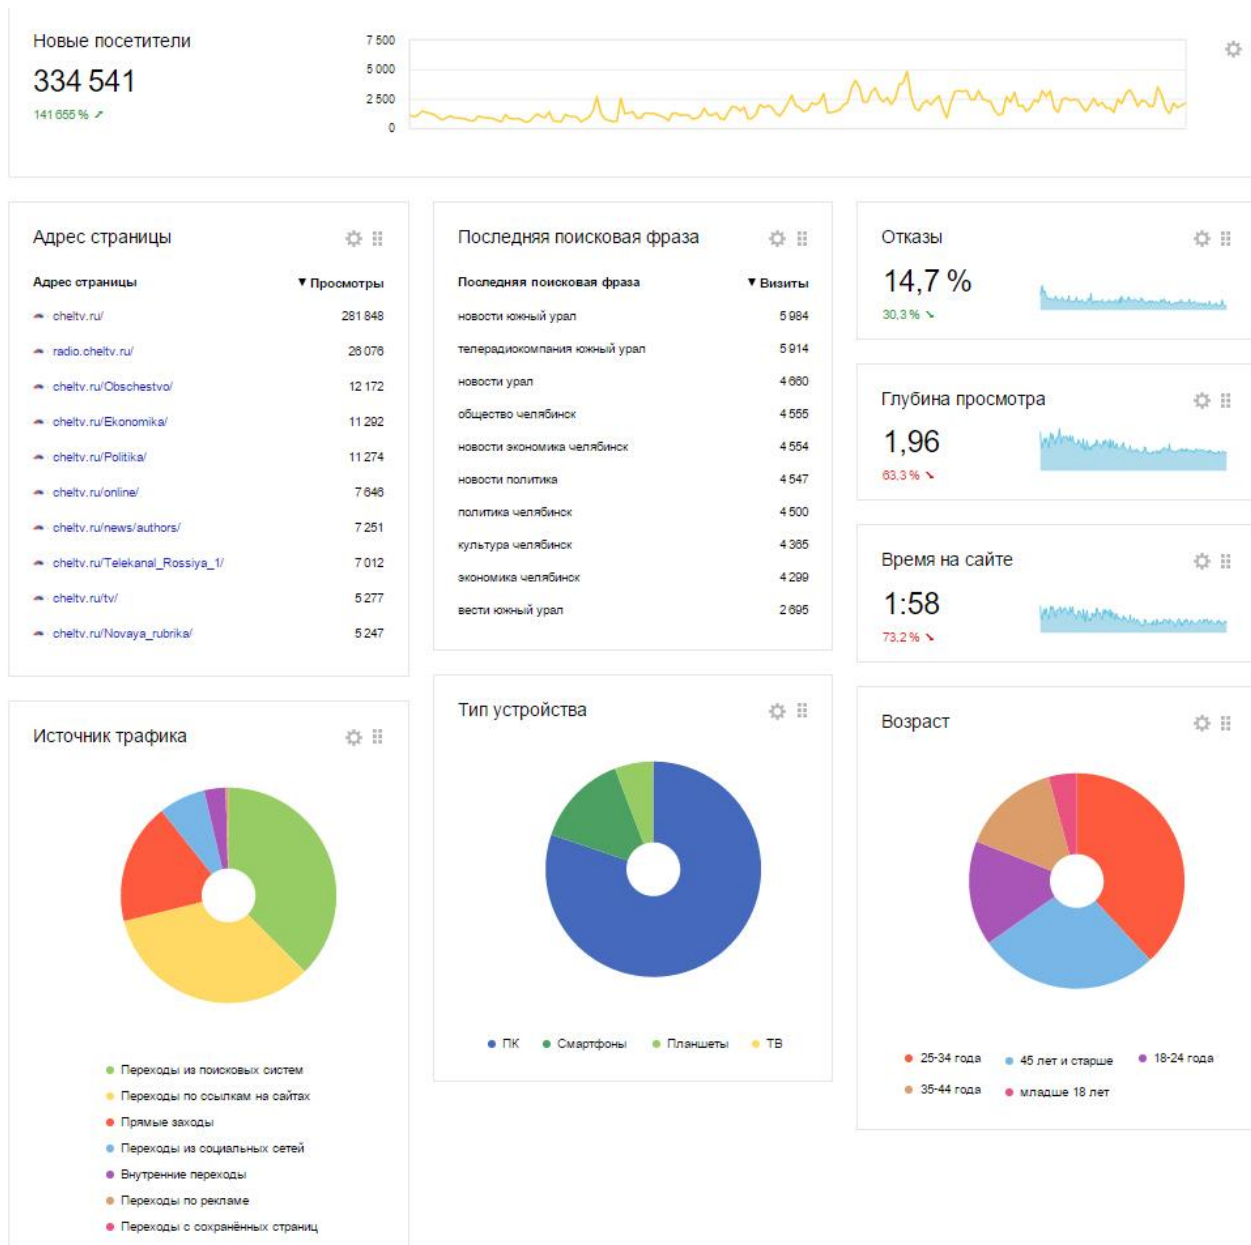 Новые посетители
334 541
141 655 % ↗
7 500
5 000
2 500
0
Адрес страницы
Адрес страницы ▼ Просмотры
cheltv.ru/ 281 848
radio.cheltv.ru/ 26 076
cheltv.ru/Obschestvo/ 12 172
cheltv.ru/Ekonomika/ 11 292
cheltv.ru/Politika/ 11 274
cheltv.ru/online/ 7 646
cheltv.ru/news/authors/ 7 251
cheltv.ru/Telekanal_Rossiya_1/ 7 012
cheltv.ru/tv/ 5 277
cheltv.ru/Novaya_rubrika/ 5 247
Последняя поисковая фраза
Последняя поисковая фраза ▼ Визиты
новости южный урал 5 984
телерадиокомпания южный урал 5 914
новости урал 4 660
общество челябинск 4 555
новости экономика челябинск 4 554
новости политика 4 547
политика челябинск 4 500
культура челябинск 4 365
экономика челябинск 4 299
вести южный урал 2 695
Отказы
14,7 %
30,3 % ↘
Глубина просмотра
1,96
63,3 % ↘
Время на сайте
1:58
73,2 % ↘
Источник трафика
Переходы из поисковых систем
Переходы по ссылкам на сайтах
Прямые заходы
Переходы из социальных сетей
Внутренние переходы
Переходы по рекламе
Переходы с сохранённых страниц
Тип устройства
ПК Смартфоны Планшеты ТВ
Возраст
25-34 года 45 лет и старше 18-24 года
35-44 года младше 18 лет